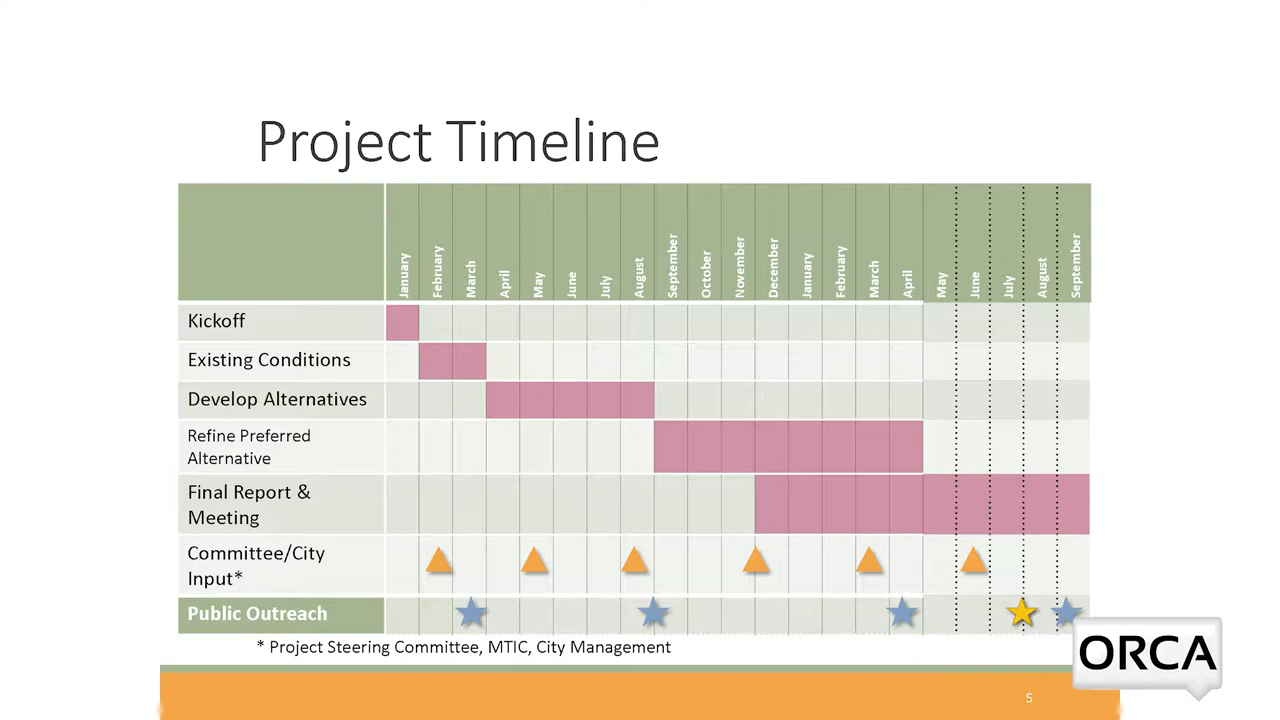 Project Timeline
January
February
March
April
May
June
July
August
September
October
November
December
January
February
March
April
May
June
July
August
September
Kickoff
Existing Conditions
Develop Alternatives
Refine Preferred
Alternative
Final Report &
Meeting
Committee/City
Input*
Public Outreach
* Project Steering Committee, MTIC, City Management
5
ORCA